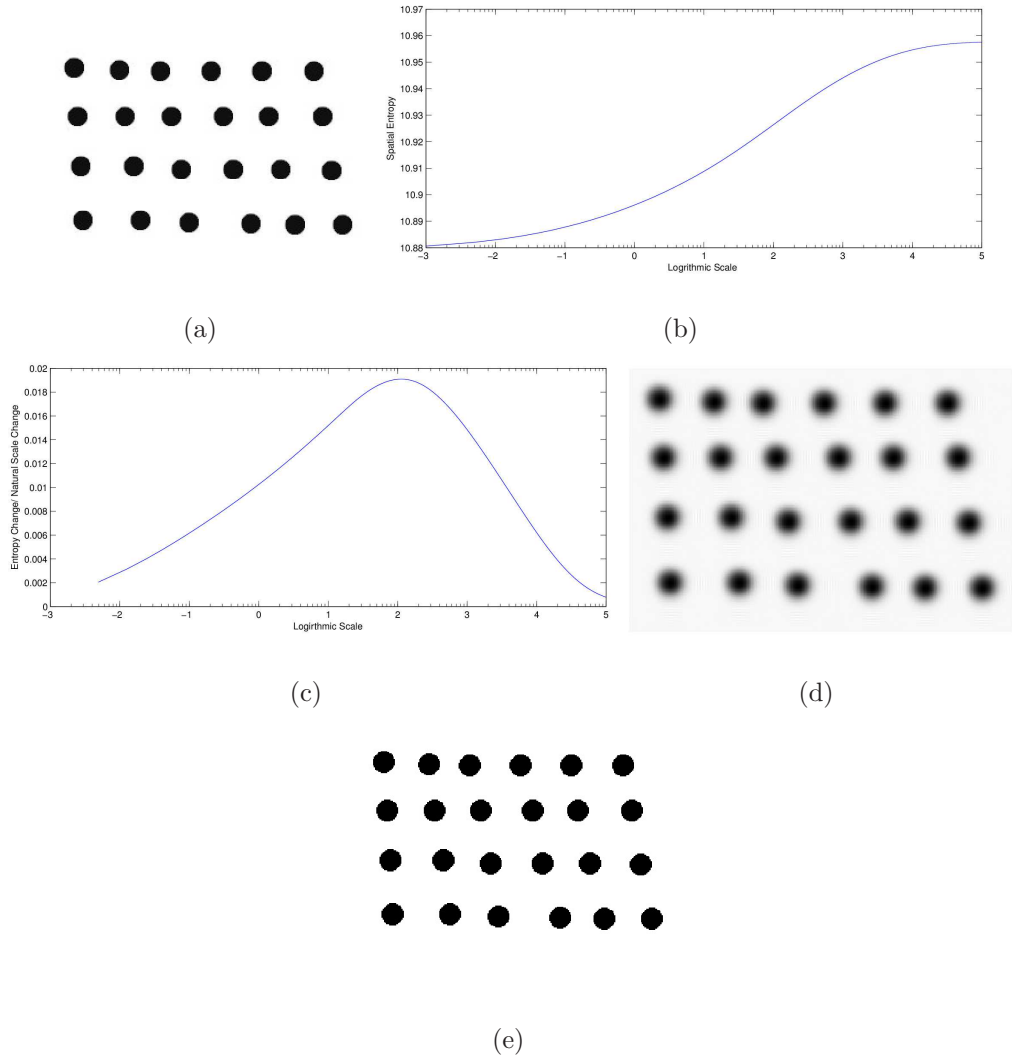 10.97
10.96
10.95
10.94
10.93
10.92
10.91
10.9
10.89
10.88
Spatial Entropy
−3 −2 −1 0 1 2 3 4 5
Logrithmic Scale
(a)
(b)
0.02
0.018
0.016
0.014
0.012
0.01
0.008
0.006
0.004
0.002
0
Entropy Change/ Natural Scale Change
−3 −2 −1 0 1 2 3 4 5
Logirthmic Scale
(c)
(d)
(e)